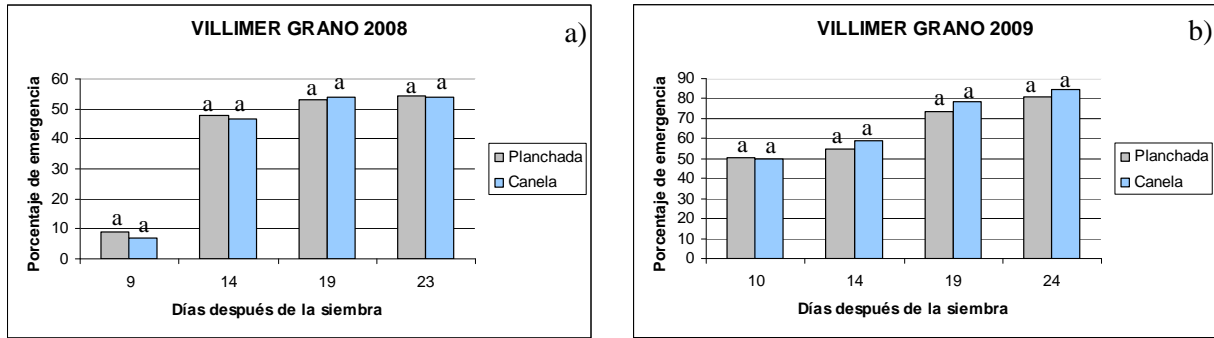 VILLIMER GRANO 2008
a)
Porcentaje de emergencia
60
50
40
30
20
10
0
a a a a a a a a
9 14 19 23
Días después de la siembra
Planchada
Canela
VILLIMER GRANO 2009
b)
Porcentaje de emergencia
90
80
70
60
50
40
30
20
10
0
a a a a a a a a
10 14 19 24
Días después de la siembra
Planchada
Canela